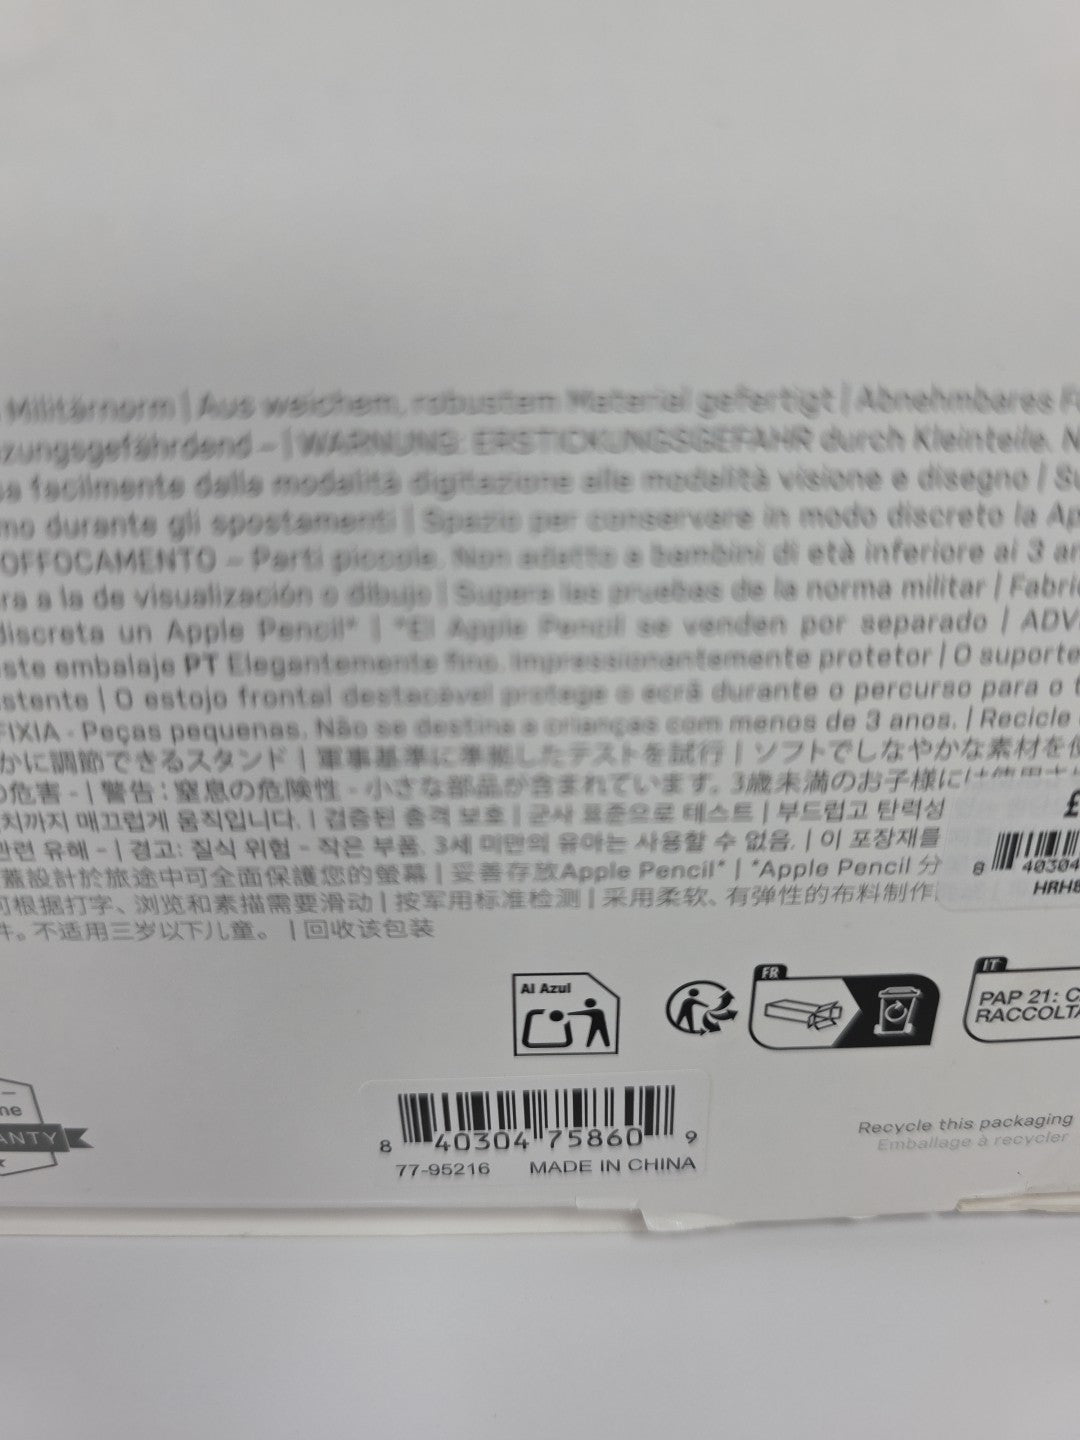 Militärnorm | Aus weichem, robustem Material gefertigt | Abnehmbares
zungsgefährdend – | WARNUNG: ERSTICKUNGSGEFAHR durch Kleinteile.
facilmente dalla modalità digitazione alle modalità visione e disegno |
durante gli spostamenti | Spazio per conservare in modo discreto la
OFFOCAMENTO – Parti piccole. Non adatto a bambini di età inferiore ai 3
a la de visualización o dibujo | Supera las pruebas de la norma militar |
discreta un Apple Pencil* | *El Apple Pencil se venden por separado |
embalaje PT Elegantemente fino. Impressionantemente protetor | O suporte
stente | O estojo frontal destacável protege o ecrã durante o percurso para o
FIXIA - Peças pequenas. Não se destina a crianças com menos de 3 anos. | Recicle
かに調節できるスタンド | 軍事基準に準拠したテストを試行 | ソフトでしなやかな素材を
の危害 - | 警告：窒息の危険性 - 小さな部品が含まれています。3歳未満のお子様には
치까지 매끄럽게 움직입니다. | 검증된 충격 보호 | 군사 표준으로 테스트 | 부드럽고 탄력성
관련 유해 – | 경고: 질식 위험 – 작은 부품. 3세 미만의 유아는 사용할 수 없음. | 이 포장재를
蓋設計於旅途中可全面保護您的螢幕 | 妥善存放Apple Pencil* | *Apple Pencil 分
可根据打字、浏览和素描需要滑动 | 按军用标准检测 | 采用柔软、有弹性的布料制作
件。不适用三岁以下儿童。 | 回收该包装
£
8 40304
HRH8
Al Azul
FR
IT
PAP 21: C
RACCOLTA
ne
ANTY
8 40304 75860 9
77-95216 MADE IN CHINA
Recycle this packaging
Emballage à recycler